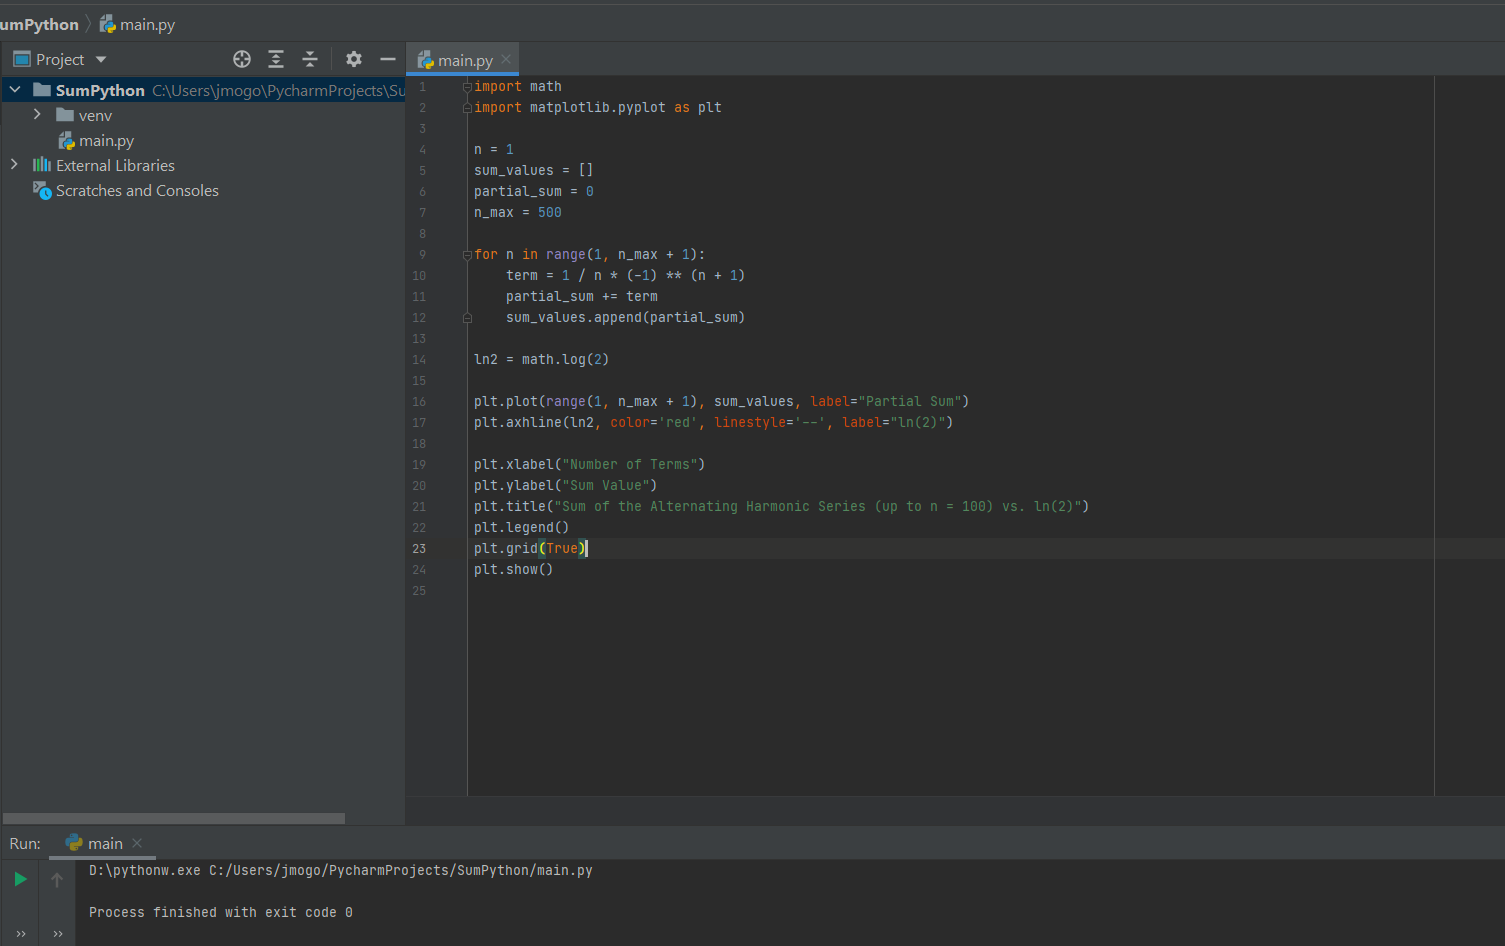 umPython main.py
Project
main.py
SumPython C:\Users\jmogo\PycharmProjects\Su
venv
main.py
External Libraries
Scratches and Consoles
1 import math
2 import matplotlib.pyplot as plt
3
4 n = 1
5 sum_values = []
6 partial_sum = 0
7 n_max = 500
8
9 for n in range(1, n_max + 1):
10     term = 1 / n * (-1) ** (n + 1)
11     partial_sum += term
12     sum_values.append(partial_sum)
13
14 ln2 = math.log(2)
15
16 plt.plot(range(1, n_max + 1), sum_values, label="Partial Sum")
17 plt.axhline(ln2, color='red', linestyle='--', label="ln(2)")
18
19 plt.xlabel("Number of Terms")
20 plt.ylabel("Sum Value")
21 plt.title("Sum of the Alternating Harmonic Series (up to n = 100) vs. ln(2)")
22 plt.legend()
23 plt.grid(True)
24 plt.show()
25
Run: main
D:\pythonw.exe C:/Users/jmogo/PycharmProjects/SumPython/main.py
Process finished with exit code 0